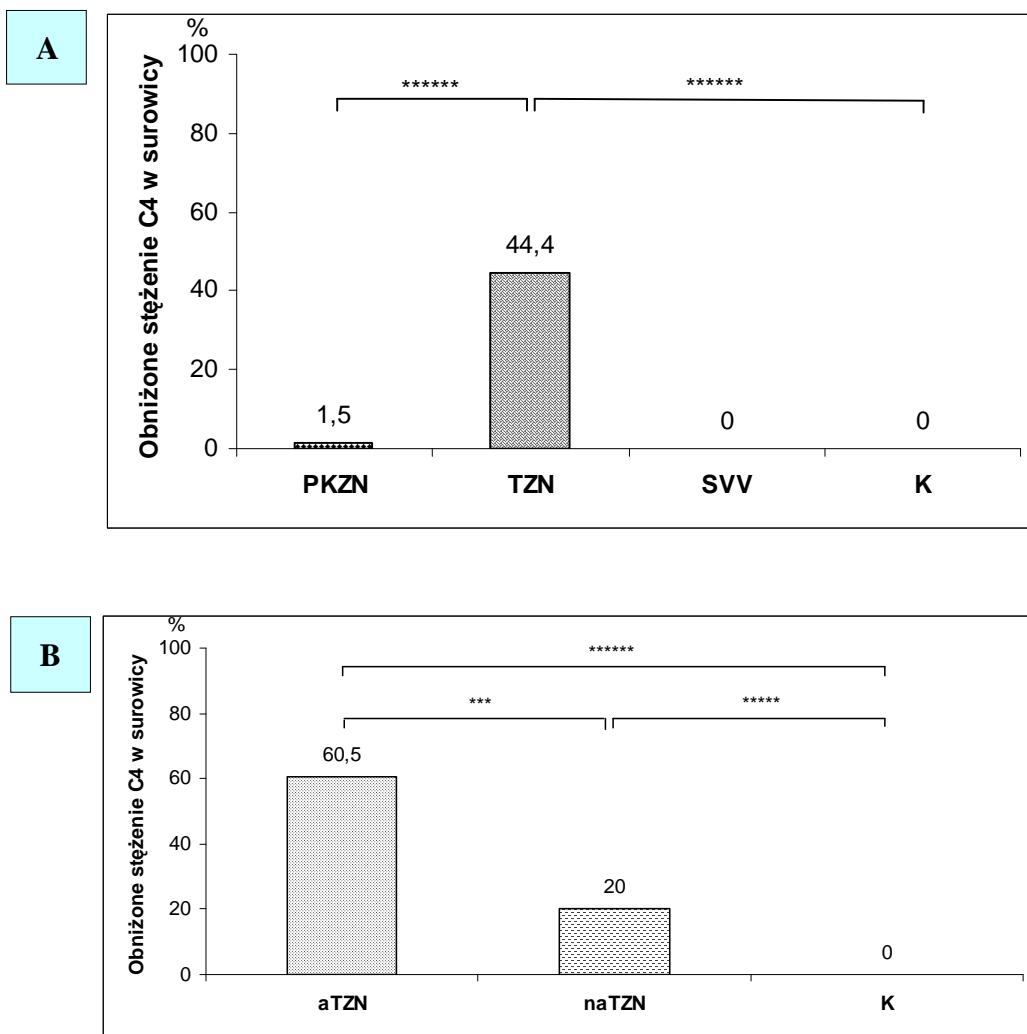 A
%
Obniżone stężenie C4 w surowicy
100
80
60
40
20
0
******
******
1,5
44,4
0
0
PKZN
TZN
SVV
K
B
%
Obniżone stężenie C4 w surowicy
100
80
60
40
20
0
******
***
*****
60,5
20
0
aTZN
naTZN
K